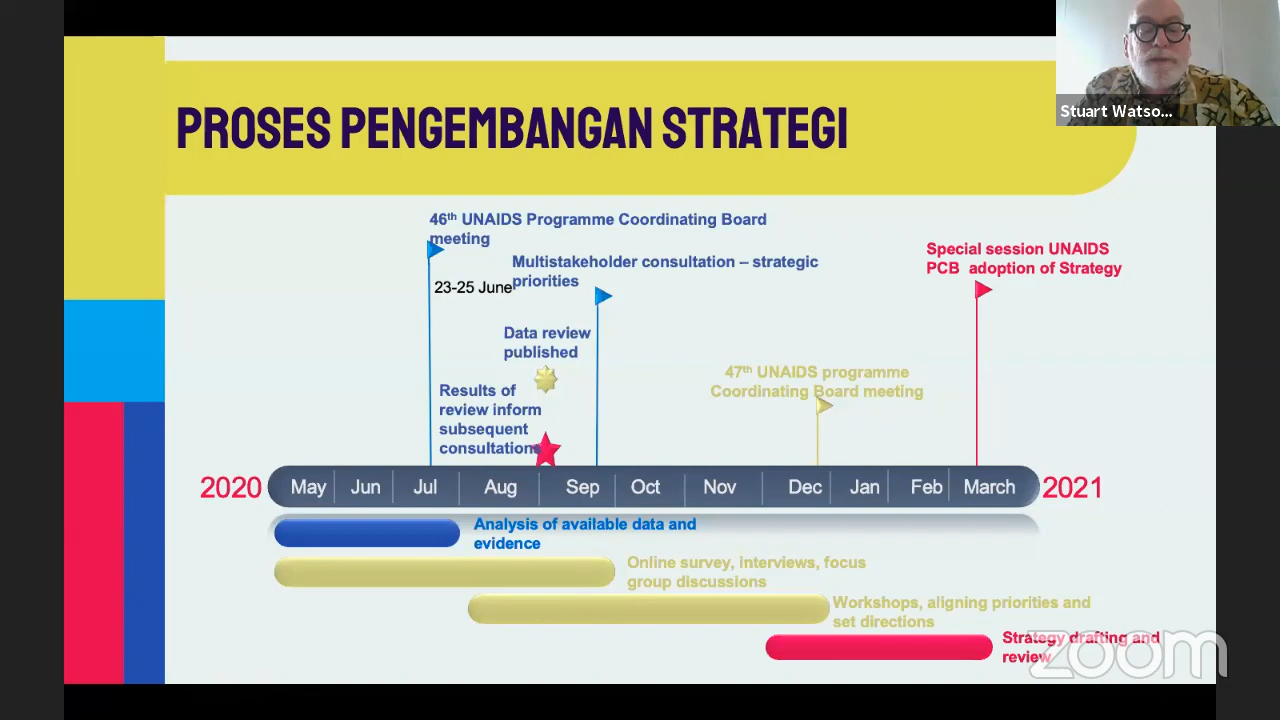 PROSES PENGEMBANGAN STRATEGI
Stuart Watso...
46th UNAIDS Programme Coordinating Board
meeting
23-25 June
Multistakeholder consultation – strategic
priorities
Special session UNAIDS
PCB adoption of Strategy
Data review
published
47th UNAIDS programme
Coordinating Board meeting
Results of
review inform
subsequent
consultations
2020 May Jun Jul Aug Sep Oct Nov Dec Jan Feb March 2021
Analysis of available data and
evidence
Online survey, interviews, focus
group discussions
Workshops, aligning priorities and
set directions
Strategy drafting and
review
zoom